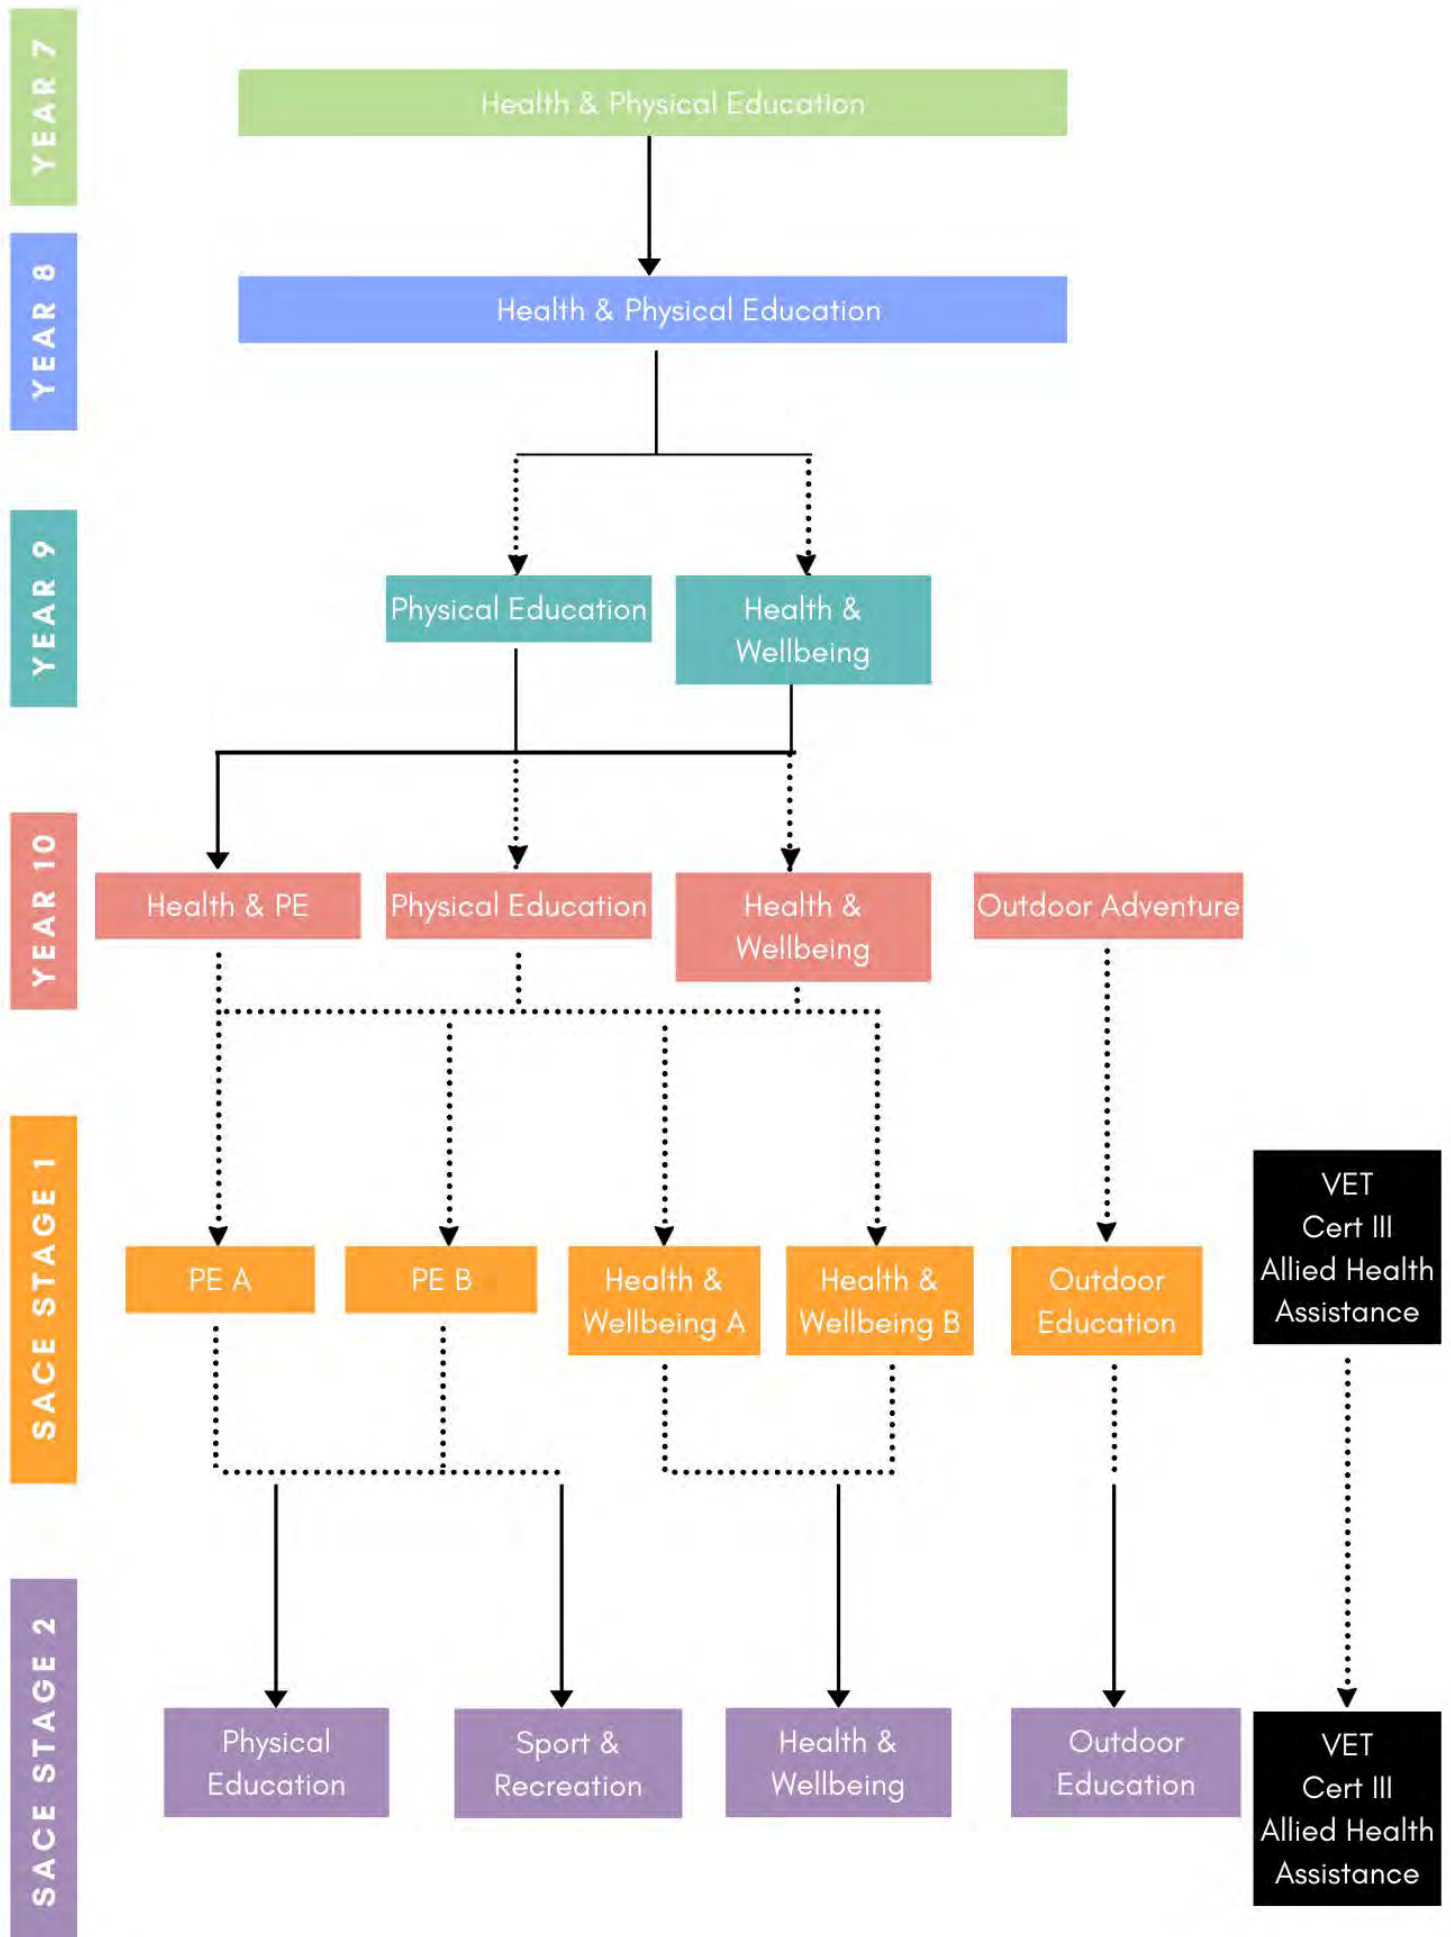 YEAR 7
Health & Physical Education
YEAR 8
Health & Physical Education
YEAR 9
Physical Education
Health &
Wellbeing
YEAR 10
Health & PE
Physical Education
Health &
Wellbeing
Outdoor Adventure
SACE STAGE 1
PE A
PE B
Health &
Wellbeing A
Health &
Wellbeing B
Outdoor
Education
VET
Cert III
Allied Health
Assistance
SACE STAGE 2
Physical
Education
Sport &
Recreation
Health &
Wellbeing
Outdoor
Education
VET
Cert III
Allied Health
Assistance